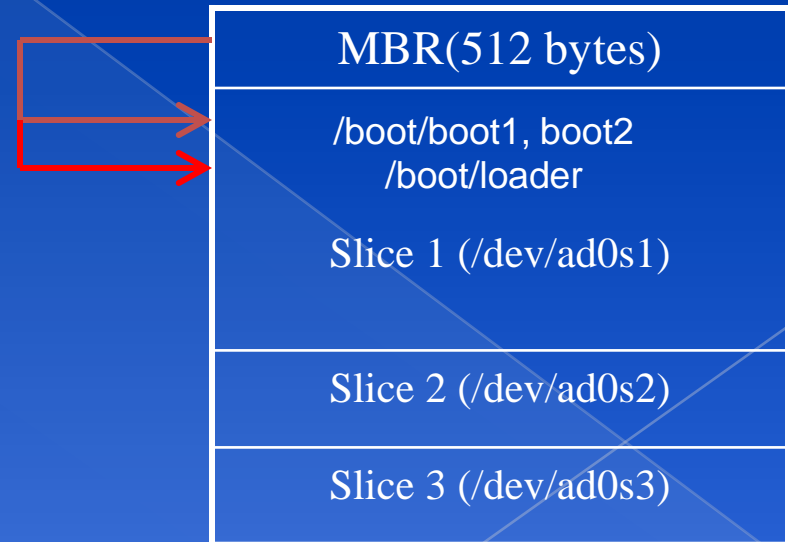 MBR(512 bytes)
/boot/boot1, boot2
/boot/loader
Slice 1 (/dev/ad0s1)
Slice 2 (/dev/ad0s2)
Slice 3 (/dev/ad0s3)